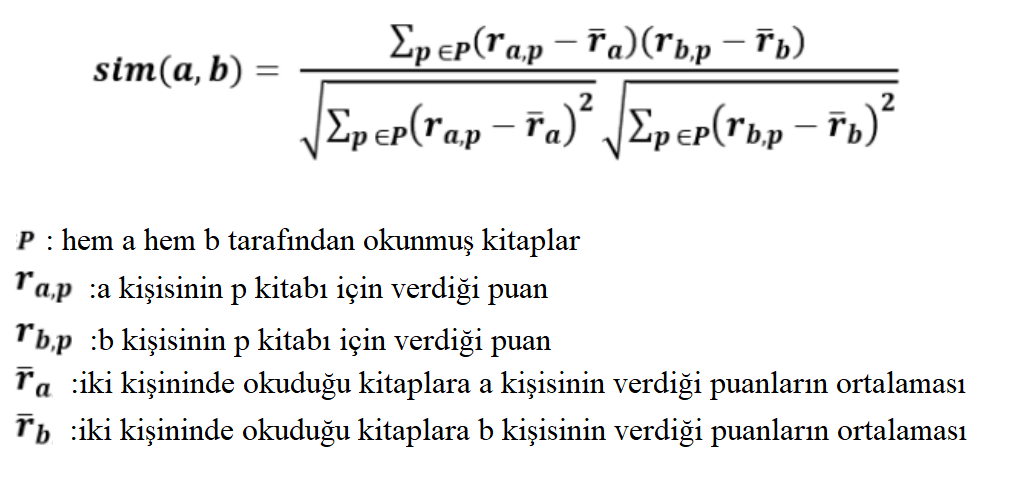 sim(a, b) = \frac{\sum_{p \in P}(r_{a,p} - \bar{r}_a)(r_{b,p} - \bar{r}_b)}{\sqrt{\sum_{p \in P}(r_{a,p} - \bar{r}_a)^2} \sqrt{\sum_{p \in P}(r_{b,p} - \bar{r}_b)^2}}
P : hem a hem b tarafından okunmuş kitaplar
r_{a,p} :a kişisinin p kitabı için verdiği puan
r_{b,p} :b kişisinin p kitabı için verdiği puan
\bar{r}_a :iki kişininde okuduğu kitaplara a kişisinin verdiği puanların ortalaması
\bar{r}_b :iki kişininde okuduğu kitaplara b kişisinin verdiği puanların ortalaması